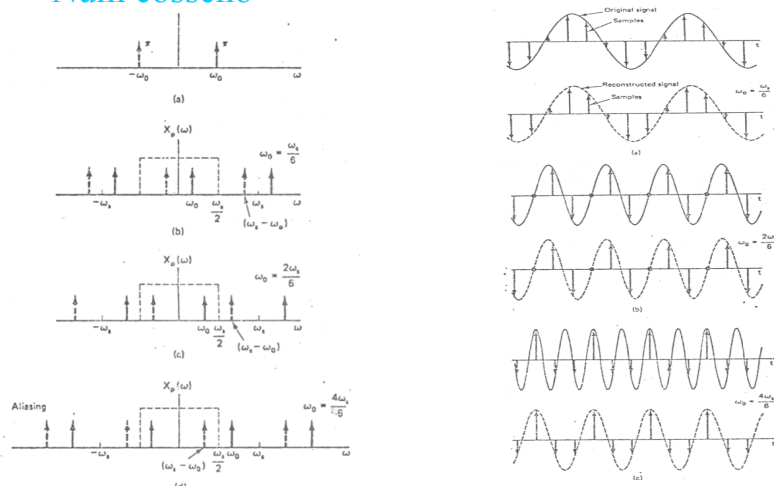 Original signal
Samples
t
π
π
−ω₀
ω₀
ω
(a)
Reconstructed signal
Samples
ω₀ = ωₛ/6
t
(a)
Xₚ(ω)
ω₀ = ωₛ/6
−ωₛ
ω₀
ωₛ/2
ωₛ
ω
(ωₛ − ω₀)
(b)
t
ω₀ = 2ω
6
t
(b)
Xₚ(ω)
ω₀ = 2ωₛ/6
−ωₛ
ω₀
ωₛ/2
ωₛ
ω
(ωₛ − ω₀)
(c)
t
Xₚ(ω)
Aliasing
ω₀ = 4ωₛ/6
−ωₛ
(ωₛ − ω₀)
ωₛ/2
ω₀
ωₛ
ω
ω₀ = 4ωₛ/6
t
(c)